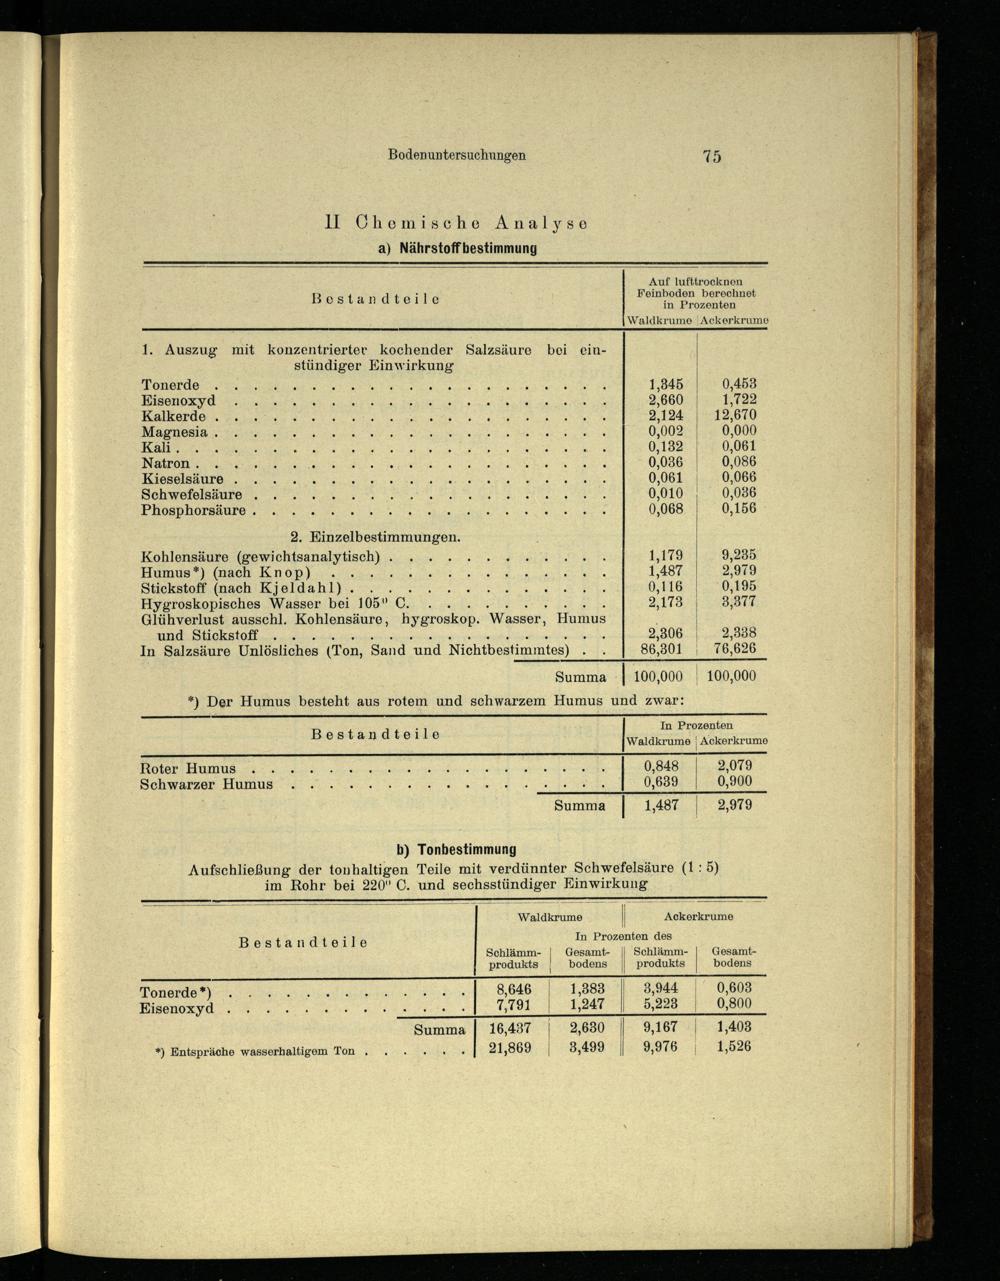 Bodenuntersuchungen 75
II Chemische Analyse
a) Nährstoffbestimmung
Bestandteile
Auf lufttrocknen
Feinboden berechnet
in Prozenten
Waldkrume Ackerkrume
1. Auszug mit konzentrierter kochender Salzsäure bei ein-
stündiger Einwirkung
Tonerde . . . . . . . . . . . . . . . . . . . . . 1,345 0,453
Eisenoxyd . . . . . . . . . . . . . . . . . . . . 2,660 1,722
Kalkerde . . . . . . . . . . . . . . . . . . . . . 2,124 12,670
Magnesia . . . . . . . . . . . . . . . . . . . . . 0,002 0,000
Kali . . . . . . . . . . . . . . . . . . . . . . . 0,132 0,061
Natron . . . . . . . . . . . . . . . . . . . . . . 0,036 0,086
Kieselsäure . . . . . . . . . . . . . . . . . . . . 0,061 0,066
Schwefelsäure . . . . . . . . . . . . . . . . . . . 0,010 0,036
Phosphorsäure . . . . . . . . . . . . . . . . . . . 0,068 0,156
2. Einzelbestimmungen.
Kohlensäure (gewichtsanalytisch) . . . . . . . . . . . . 1,179 9,235
Humus*) (nach Knop) . . . . . . . . . . . . . . . 1,487 2,979
Stickstoff (nach Kjeldahl) . . . . . . . . . . . . . . 0,116 0,195
Hygroskopisches Wasser bei 105° C. . . . . . . . . . . 2,173 3,377
Glühverlust ausschl. Kohlensäure, hygroskop. Wasser, Humus
und Stickstoff . . . . . . . . . . . . . . . . . . 2,306 2,338
In Salzsäure Unlösliches (Ton, Sand und Nichtbestimmtes) . . 86,301 76,626
Summa 100,000 100,000
*) Der Humus besteht aus rotem und schwarzem Humus und zwar:
Bestandteile
In Prozenten
Waldkrume Ackerkrume
Roter Humus . . . . . . . . . . . . . . . . . . . 0,848 2,079
Schwarzer Humus . . . . . . . . . . . . . . . . . 0,639 0,900
Summa 1,487 2,979
b) Tonbestimmung
Aufschließung der tonhaltigen Teile mit verdünnter Schwefelsäure (1 : 5)
im Rohr bei 220° C. und sechsstündiger Einwirkung
Bestandteile
Waldkrume Ackerkrume
In Prozenten des
Schlämm- Gesamt- Schlämm- Gesamt-
produkts bodens produkts bodens
Tonerde*) . . . . . . . . . . . . . 8,646 1,383 3,944 0,603
Eisenoxyd . . . . . . . . . . . . . 7,791 1,247 5,223 0,800
Summa 16,437 2,630 9,167 1,403
*) Entspräche wasserhaltigem Ton . . . . . . 21,869 3,499 9,976 1,526